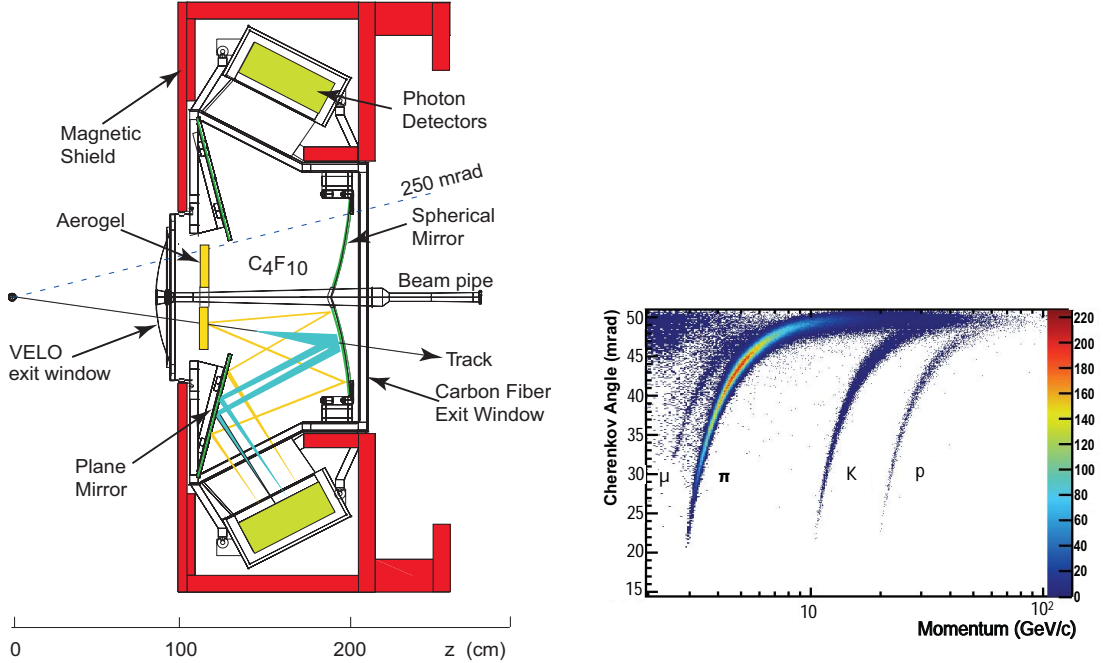 Magnetic
Shield
Photon
Detectors
250 mrad
Aerogel
Spherical
Mirror
C4F10
Beam pipe
VELO
exit window
Track
Carbon Fiber
Exit Window
Plane
Mirror
0
100
200
z (cm)
Cherenkov Angle (mrad)
50
45
40
35
30
25
20
15
μ
π
K
p
10
10²
Momentum (GeV/c)
220
200
180
160
140
120
100
80
60
40
20
0